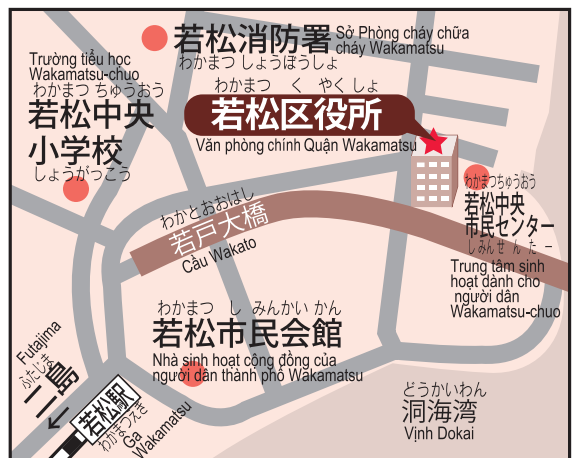 若松消防署
わかまつ しょうぼうしょ
Sở Phòng cháy chữa
cháy Wakamatsu
Trường tiểu học
Wakamatsu-chuo
わかまつ ちゅうおう
若松中央
小学校
しょうがっこう
わかまつ く やくしょ
若松区役所
Văn phòng chính Quận Wakamatsu
わかまつちゅうおう
若松中央
市民センター
しみんせんたー
Trung tâm sinh
hoạt dành cho
người dân
Wakamatsu-chuo
わかとおおはし
若戸大橋
Cầu Wakato
わかまつ し みんかい かん
若松市民会館
Nhà sinh hoạt cộng đồng của
người dân thành phố Wakamatsu
Futajima
ふたじま
二島
若松駅
わかまつえき
Ga
Wakamatsu
どうかいわん
洞海湾
Vịnh Dokai